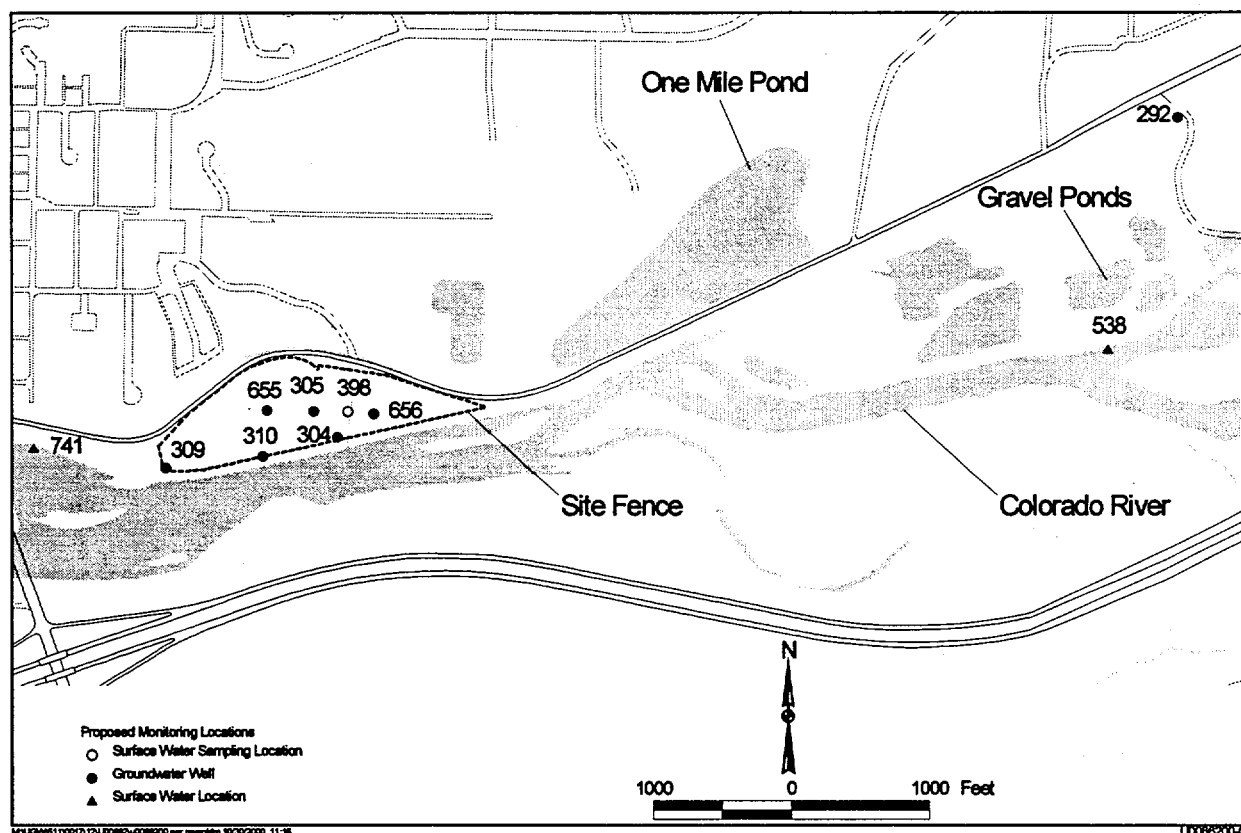 One Mile Pond
292
Gravel Ponds
538
655
305
398
656
304
310
309
741
Site Fence
Colorado River
N
Proposed Monitoring Locations
Surface Water Sampling Location
Groundwater Well
Surface Water Location
1000 0 1000 Feet